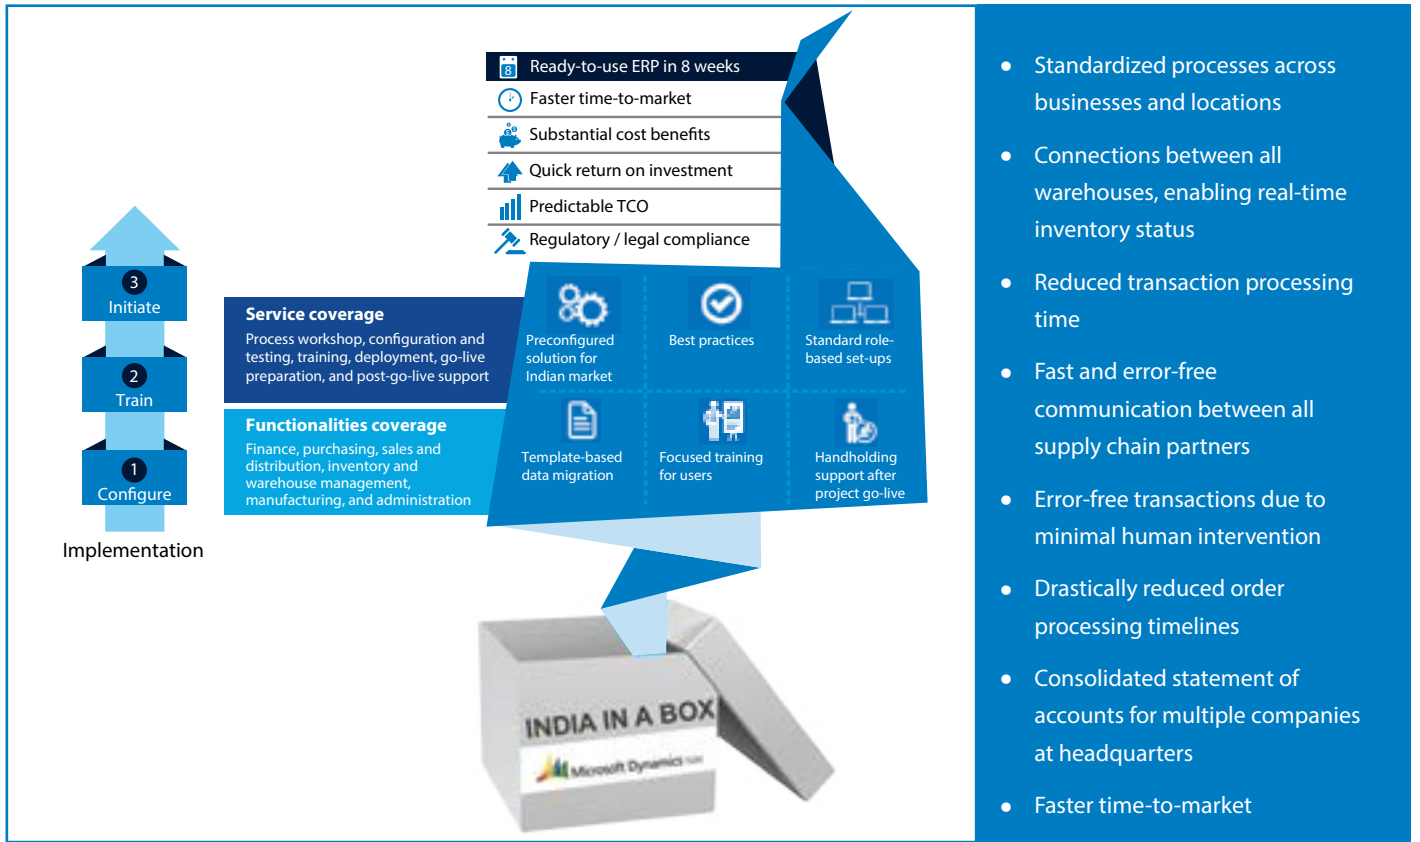 8
Ready-to-use ERP in 8 weeks
Faster time-to-market
Substantial cost benefits
Quick return on investment
Predictable TCO
Regulatory / legal compliance
3
Initiate
2
Train
1
Configure
Implementation
Service coverage
Process workshop, configuration and
testing, training, deployment, go-live
preparation, and post-go-live support
Functionalities coverage
Finance, purchasing, sales and
distribution, inventory and
warehouse management,
manufacturing, and administration
Preconfigured
solution for
Indian market
Best practices
Standard role-
based set-ups
Template-based
data migration
Focused training
for users
Handholding
support after
project go-live
INDIA IN A BOX
Microsoft Dynamics
• Standardized processes across
businesses and locations
• Connections between all
warehouses, enabling real-time
inventory status
• Reduced transaction processing
time
• Fast and error-free
communication between all
supply chain partners
• Error-free transactions due to
minimal human intervention
• Drastically reduced order
processing timelines
• Consolidated statement of
accounts for multiple companies
at headquarters
• Faster time-to-market